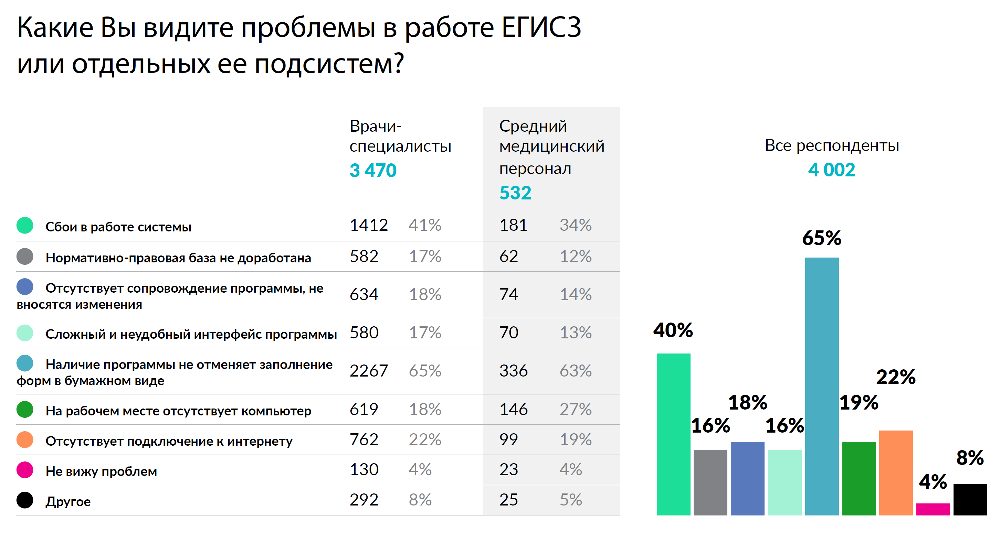 Какие Вы видите проблемы в работе ЕГИСЗ
или отдельных ее подсистем?
Врачи-
специалисты
3 470
Средний
медицинский
персонал
532
Все респонденты
4 002
Сбои в работе системы 1412 41% 181 34%
Нормативно-правовая база не доработана 582 17% 62 12%
Отсутствует сопровождение программы, не
вносятся изменения 634 18% 74 14%
Сложный и неудобный интерфейс программы 580 17% 70 13%
Наличие программы не отменяет заполнение
форм в бумажном виде 2267 65% 336 63%
На рабочем месте отсутствует компьютер 619 18% 146 27%
Отсутствует подключение к интернету 762 22% 99 19%
Не вижу проблем 130 4% 23 4%
Другое 292 8% 25 5%
40%
16%
18%
16%
65%
19%
22%
4%
8%